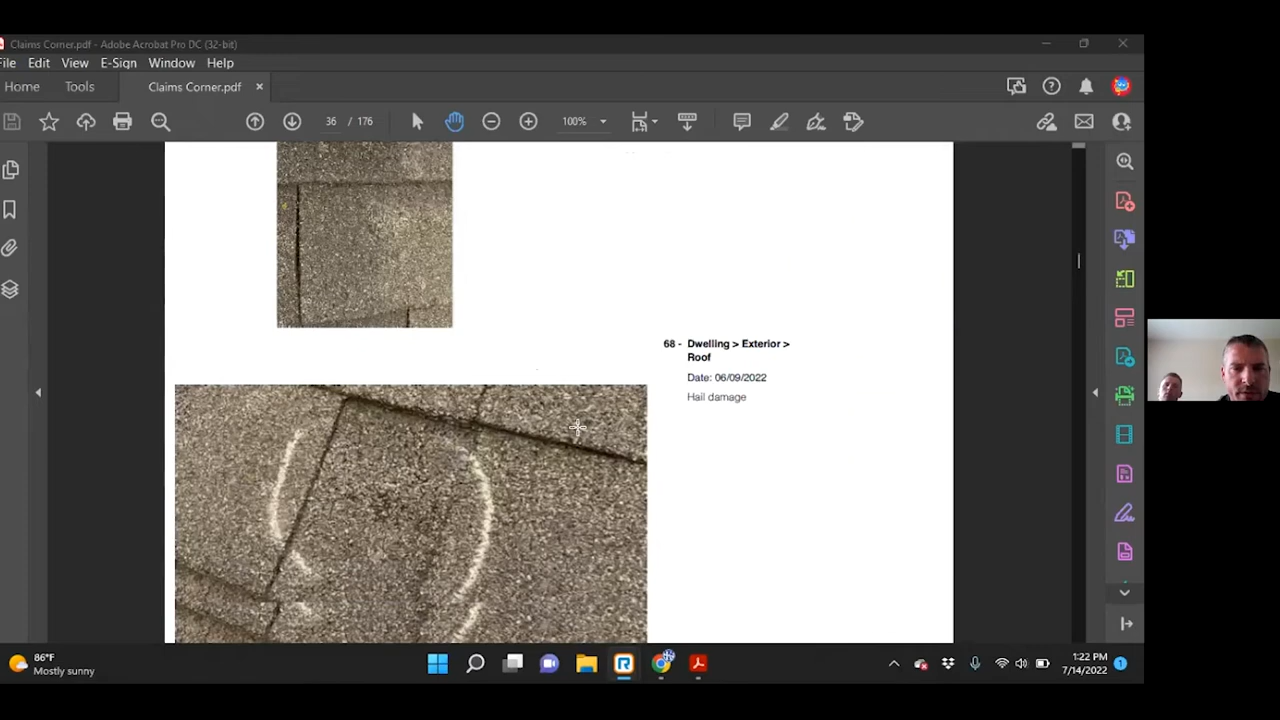 Claims Corner.pdf - Adobe Acrobat Pro DC (32-bit)
File Edit View E-Sign Window Help
Home Tools Claims Corner.pdf
36 / 176 100%
68 - Dwelling > Exterior >
Roof
Date: 06/09/2022
Hail damage
86°F
Mostly sunny
1:22 PM
7/14/2022
1